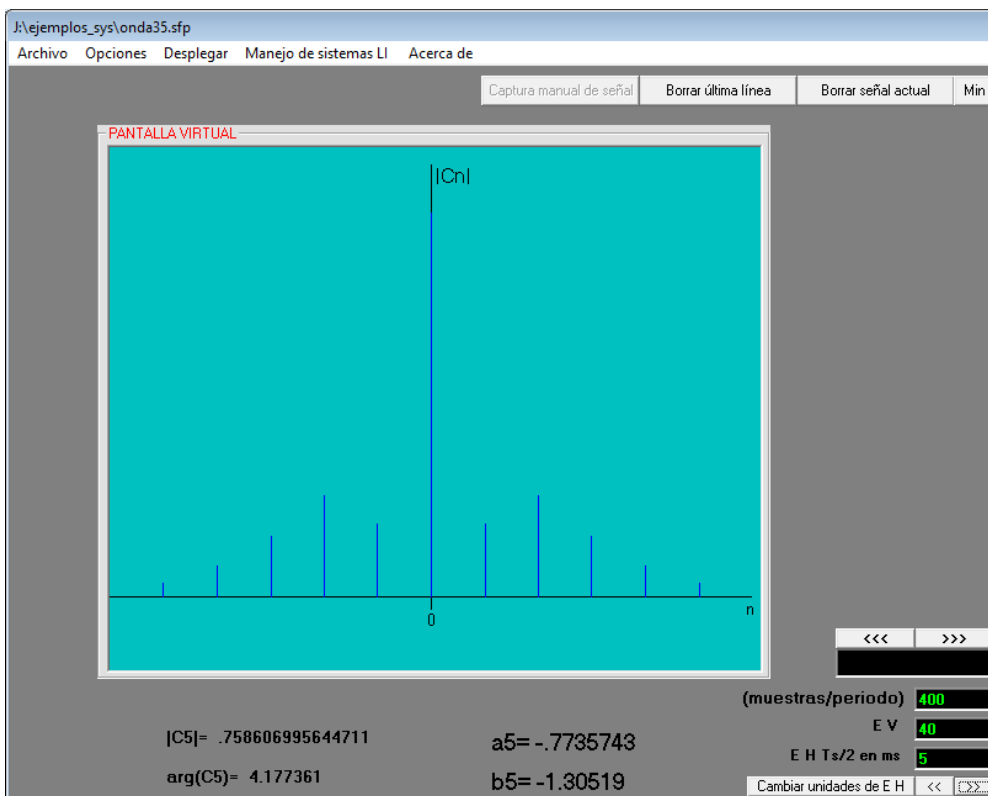 J:\ejemplos_sys\onda35.sfp
Archivo Opciones Desplegar Manejo de sistemas LI Acerca de
Captura manual de señal Borrar última línea Borrar señal actual Min
PANTALLA VIRTUAL
|Cn|
0
n
<<< >>>
(muestras/periodo) 400
E V 40
E H Ts/2 en ms 5
Cambiar unidades de E H << >>
|C5|= .758606995644711
a5= -.7735743
arg(C5)= 4.177361
b5= -1.30519